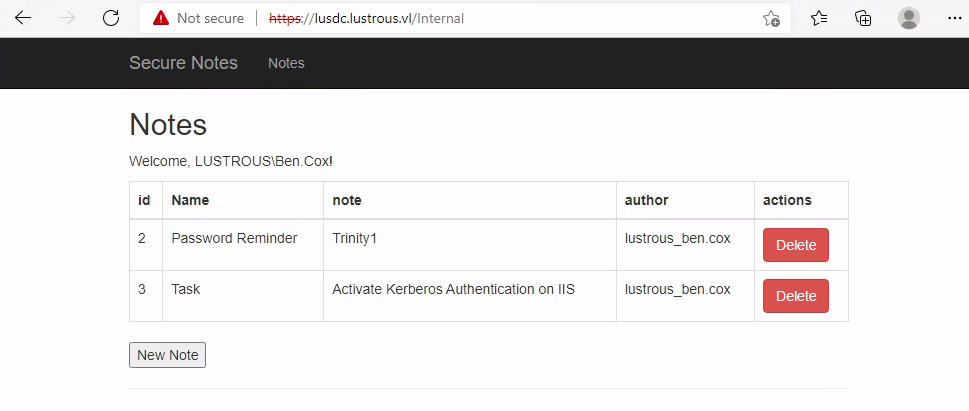 Not secure https://lusdc.lustrous.vl/Internal
Secure Notes Notes
Notes
Welcome, LUSTROUS\Ben.Cox!
id Name note author actions
2 Password Reminder Trinity1 lustrous_ben.cox Delete
3 Task Activate Kerberos Authentication on IIS lustrous_ben.cox Delete
New Note